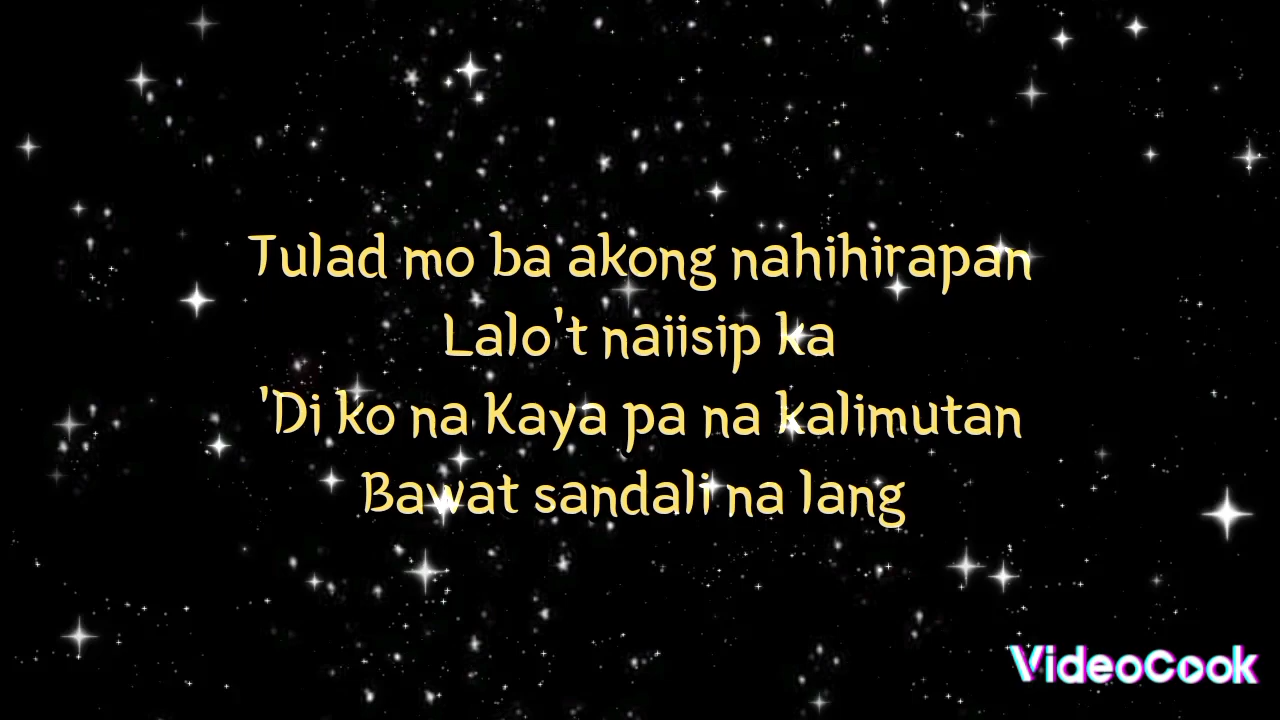 Tulad mo ba akong nahihirapan
Lalo't naiisip ka
'Di ko na Kaya pa na kalimutan
Bawat sandali na lang
VideoCook